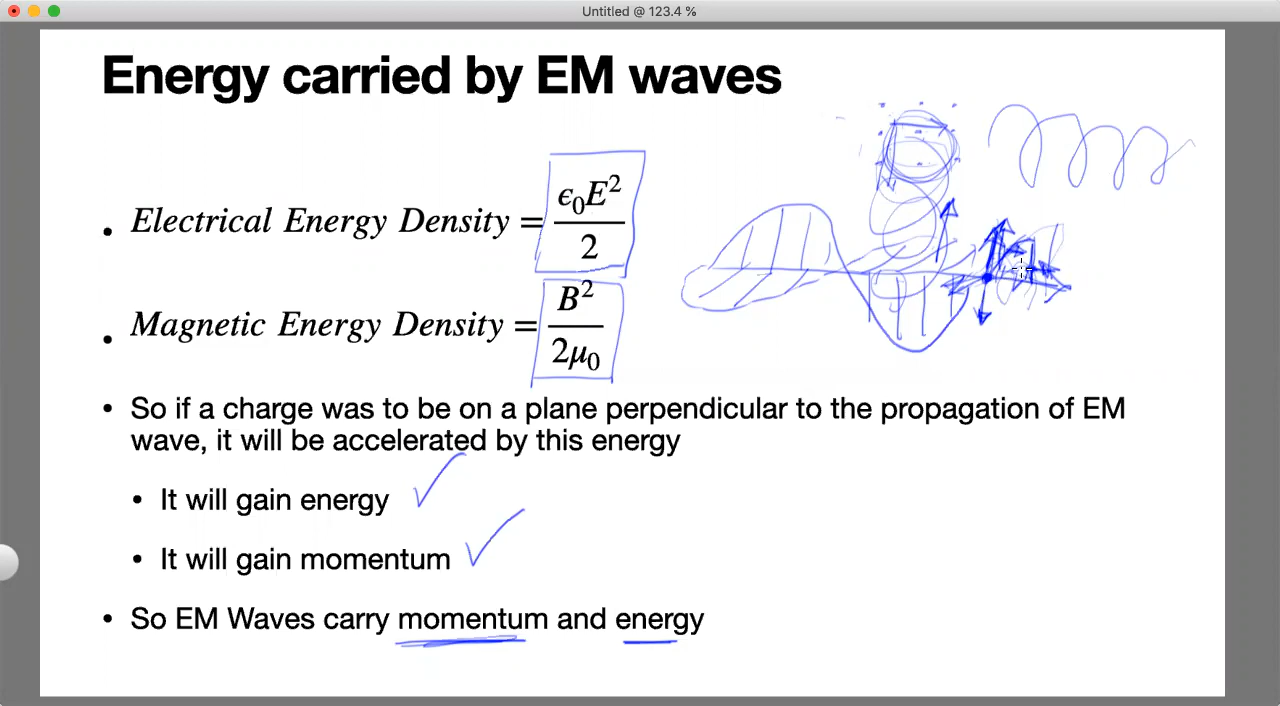 Untitled @ 123.4 %
Energy carried by EM waves
• Electrical Energy Density = ϵ₀E²/2
• Magnetic Energy Density = B²/2μ₀
• So if a charge was to be on a plane perpendicular to the propagation of EM
wave, it will be accelerated by this energy
• It will gain energy
• It will gain momentum
• So EM Waves carry momentum and energy